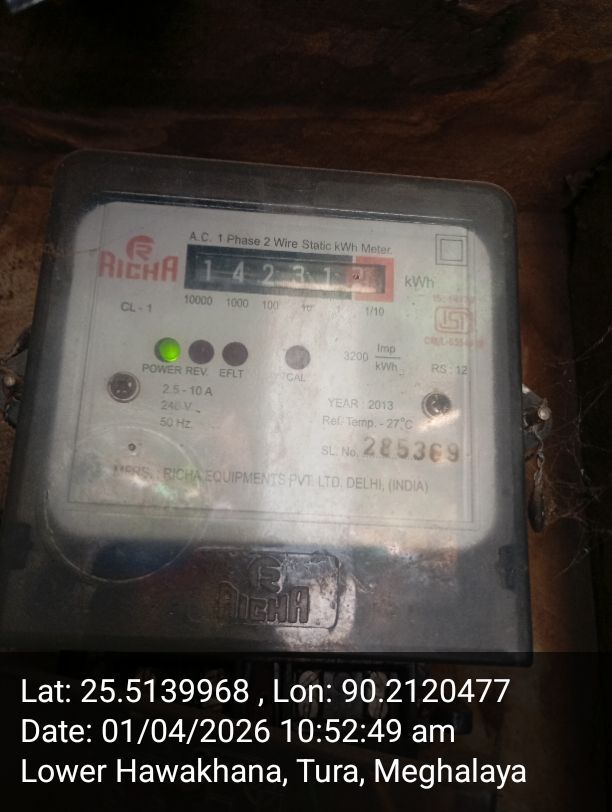 A.C. 1 Phase 2 Wire Static kWh Meter.
RICHA
1 4 2 3 1
kWh
10000 1000 100 10 1 1/10
CL - 1
POWER REV. EFLT CAL
3200 Imp/kWh
RS : 12
2.5 - 10 A
240 V
50 Hz
YEAR : 2013
Ref. Temp. - 27°C
SL. No. 285369
MFRS. : RICHA EQUIPMENTS PVT. LTD. DELHI, (INDIA)
RICHA
Lat: 25.5139968 , Lon: 90.2120477
Date: 01/04/2026 10:52:49 am
Lower Hawakhana, Tura, Meghalaya